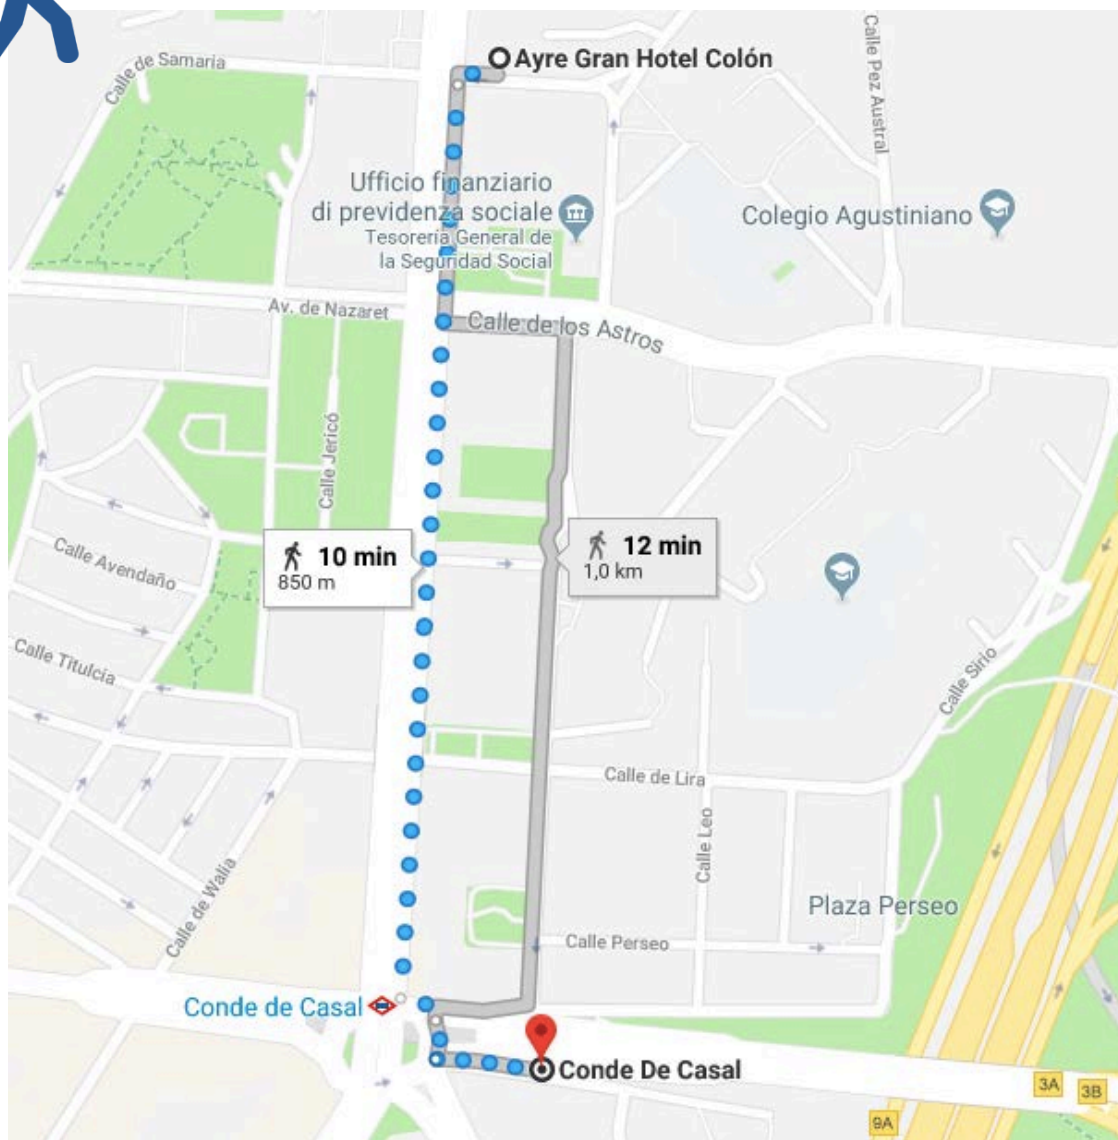 Ayre Gran Hotel Colón
Calle de Samaria
Calle Pez Austral
Ufficio finanziario
di previdenza sociale
Tesorería General de
la Seguridad Social
Colegio Agustiniano
Av. de Nazaret
Calle de los Astros
Calle Jericó
10 min
850 m
12 min
1,0 km
Calle Avendaño
Calle Titulcia
Calle Sirio
Calle de Lira
Calle Leo
Calle de Walia
Plaza Perseo
Calle Perseo
Conde de Casal
Conde De Casal
3A
3B
9A